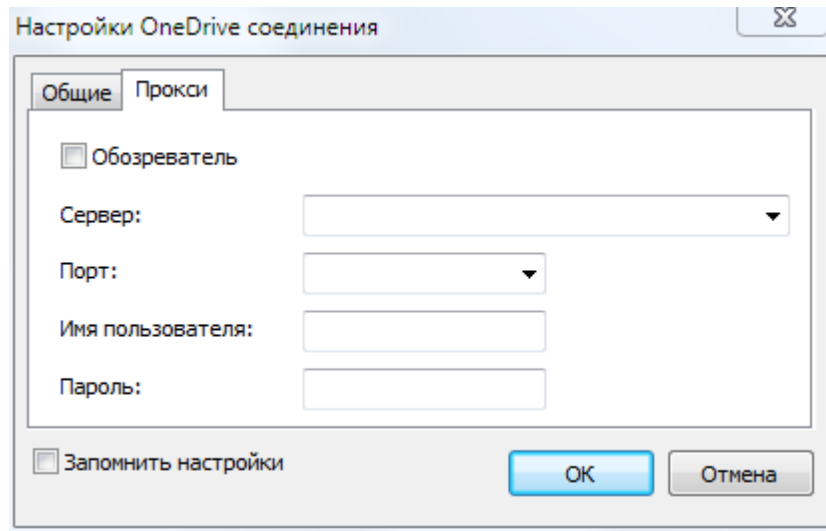 Настройки OneDrive соединения
Общие Прокси
Обозреватель
Сервер:
Порт:
Имя пользователя:
Пароль:
Запомнить настройки OK Отмена